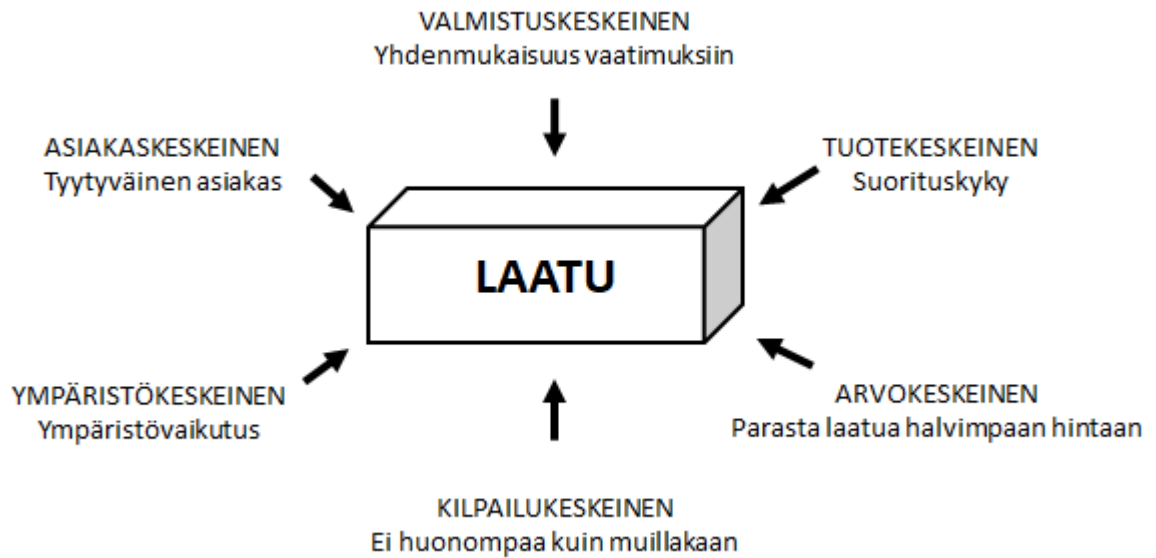 VALMISTUSKESKEINEN
Yhdenmukaisuus vaatimuksiin
ASIAKASKESKEINEN
Tyytyväinen asiakas
TUOTEKESKEINEN
Suorituskyky
LAATU
YMPÄRISTÖKESKEINEN
Ympäristövaikutus
ARVOKESKEINEN
Parasta laatua halvimpaan hintaan
KILPAILUKESKEINEN
Ei huonompaa kuin muillakaan